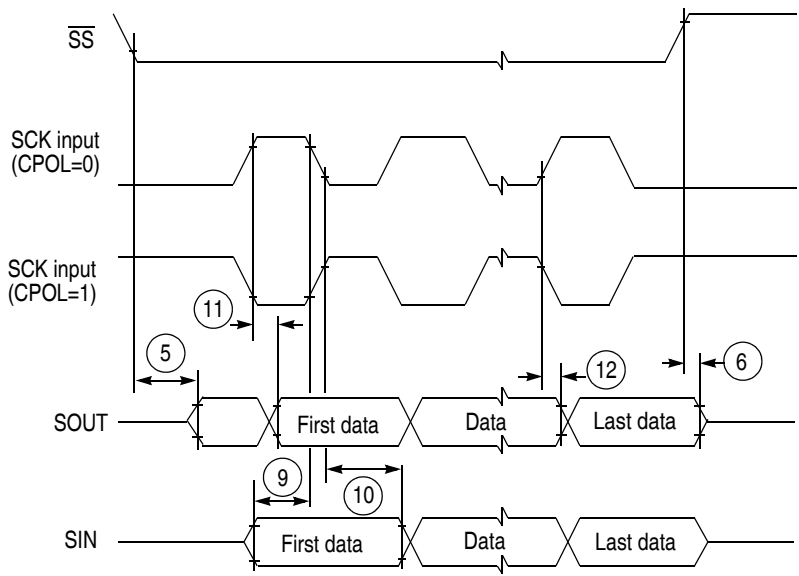 SS
SCK input
(CPOL=0)
SCK input
(CPOL=1)
11
5
12
6
SOUT
First data
Data
Last data
9
10
SIN
First data
Data
Last data